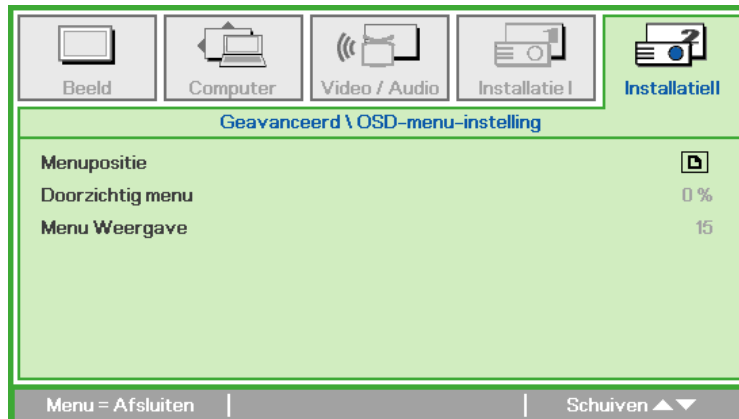 Beeld
Computer
Video / Audio
Installatie I
InstallatieII
Geavanceerd \ OSD-menu-instelling
Menupositie
Doorzichtig menu 0 %
Menu Weergave 15
Menu = Afsluiten Schuiven ▲▼